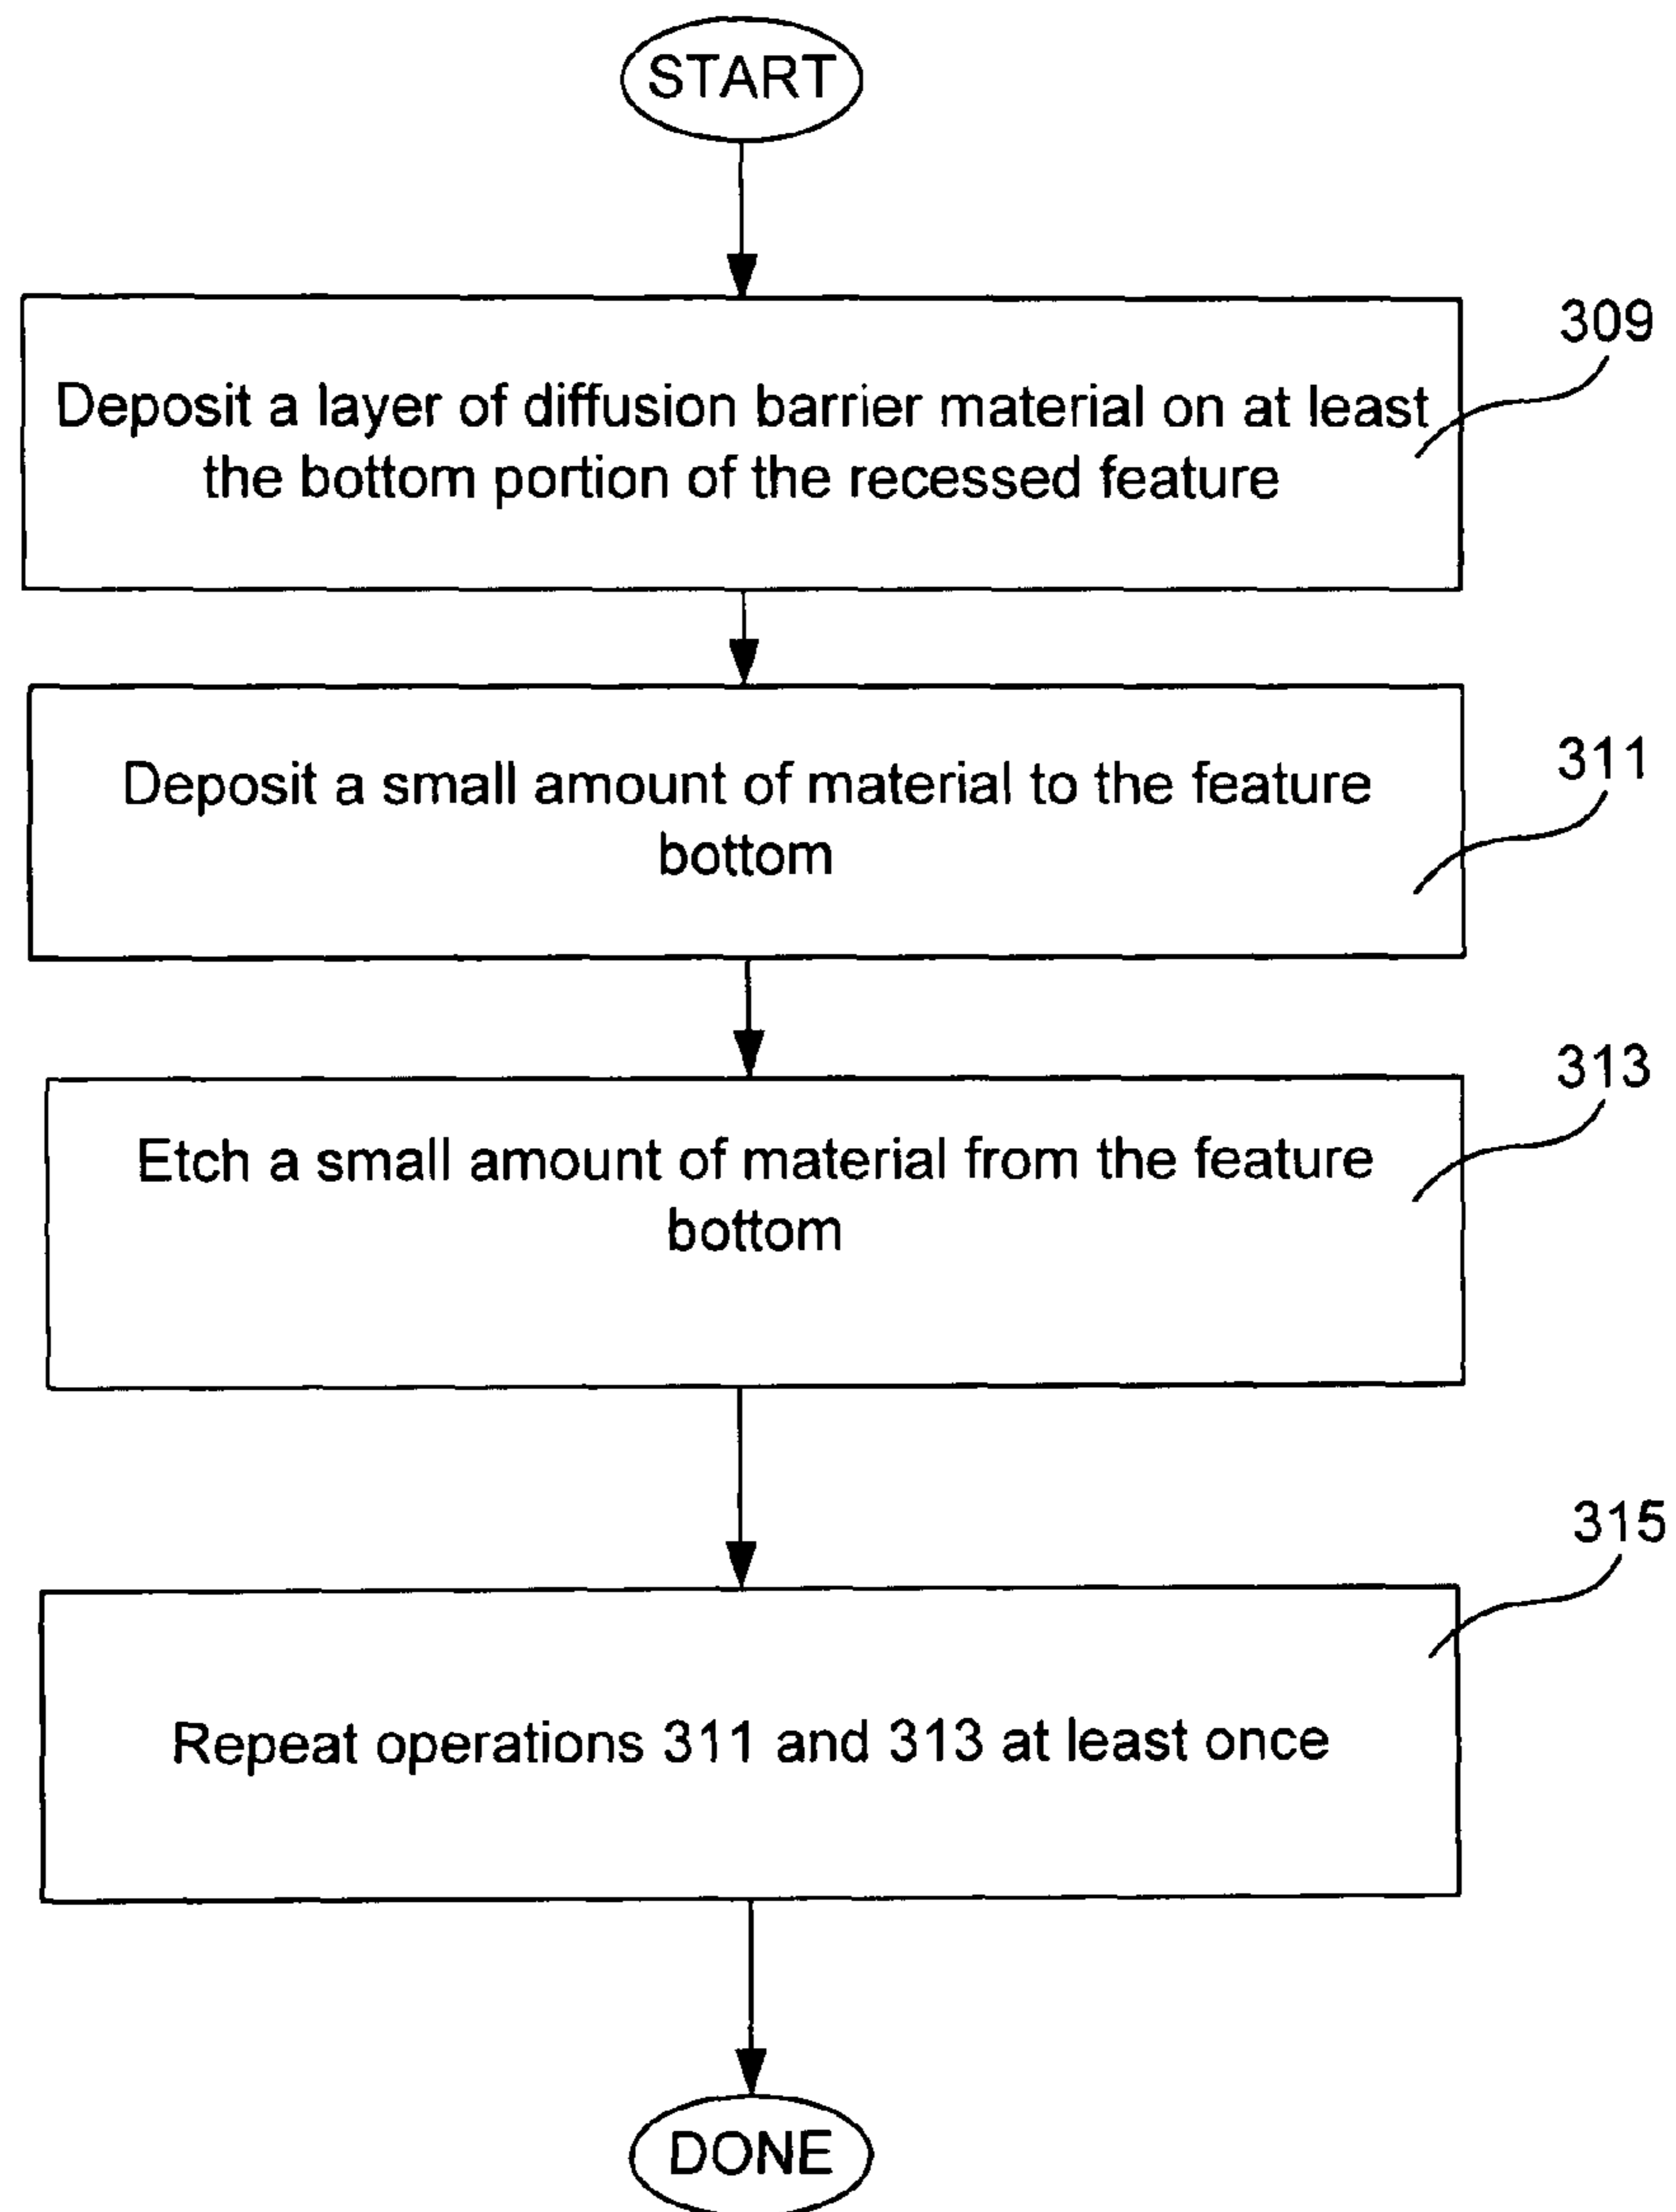 START
309
Deposit a layer of diffusion barrier material on at least
the bottom portion of the recessed feature
311
Deposit a small amount of material to the feature
bottom
313
Etch a small amount of material from the feature
bottom
315
Repeat operations 311 and 313 at least once
DONE